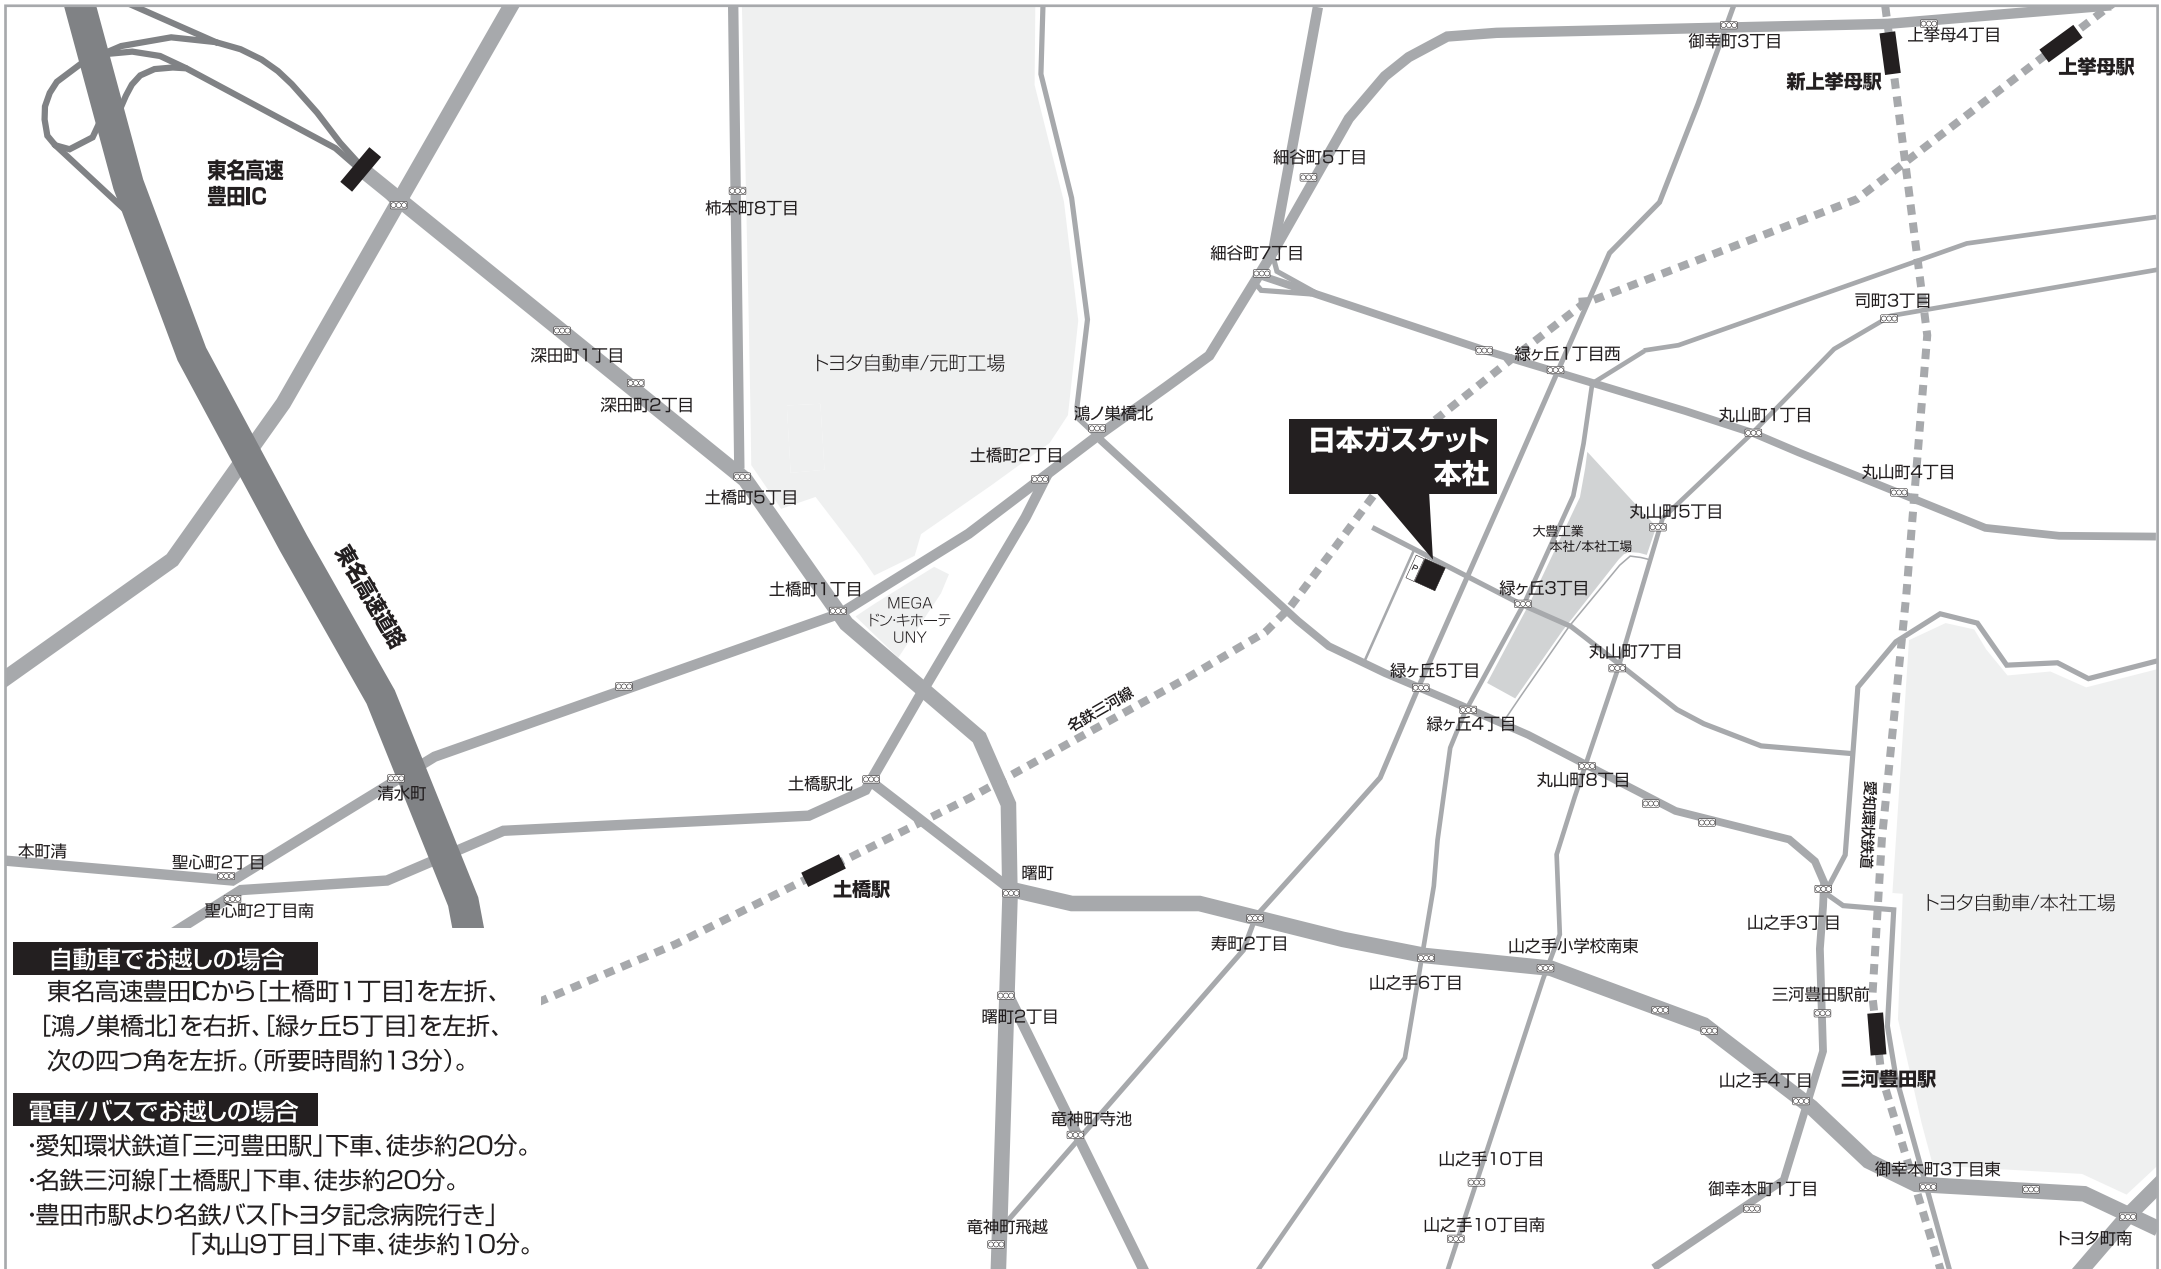 御幸町3丁目
上挙母4丁目
新上挙母駅
上挙母駅
東名高速
豊田IC
柿本町8丁目
細谷町5丁目
細谷町7丁目
司町3丁目
深田町1丁目
トヨタ自動車/元町工場
緑ヶ丘1丁目西
深田町2丁目
鴻ノ巣橋北
丸山町1丁目
日本ガスケット
本社
土橋町2丁目
丸山町4丁目
土橋町5丁目
丸山町5丁目
大豊工業
本社/本社工場
東名高速道路
P
土橋町1丁目
緑ヶ丘3丁目
MEGA
ドン・キホーテ
UNY
丸山町7丁目
緑ヶ丘5丁目
名鉄三河線
緑ヶ丘4丁目
土橋駅北
丸山町8丁目
清水町
愛知環状鉄道
本町清
聖心町2丁目
曙町
土橋駅
トヨタ自動車/本社工場
聖心町2丁目南
山之手3丁目
寿町2丁目
山之手小学校南東
山之手6丁目
三河豊田駅前
曙町2丁目
山之手4丁目
三河豊田駅
竜神町寺池
山之手10丁目
御幸本町3丁目東
御幸本町1丁目
竜神町飛越
山之手10丁目南
トヨタ町南
自動車でお越しの場合
東名高速豊田ICから[土橋町1丁目]を左折、
[鴻ノ巣橋北]を右折、[緑ヶ丘5丁目]を左折、
次の四つ角を左折。(所要時間約13分)。
電車/バスでお越しの場合
・愛知環状鉄道「三河豊田駅」下車、徒歩約20分。
・名鉄三河線「土橋駅」下車、徒歩約20分。
・豊田市駅より名鉄バス「トヨタ記念病院行き」
「丸山9丁目」下車、徒歩約10分。